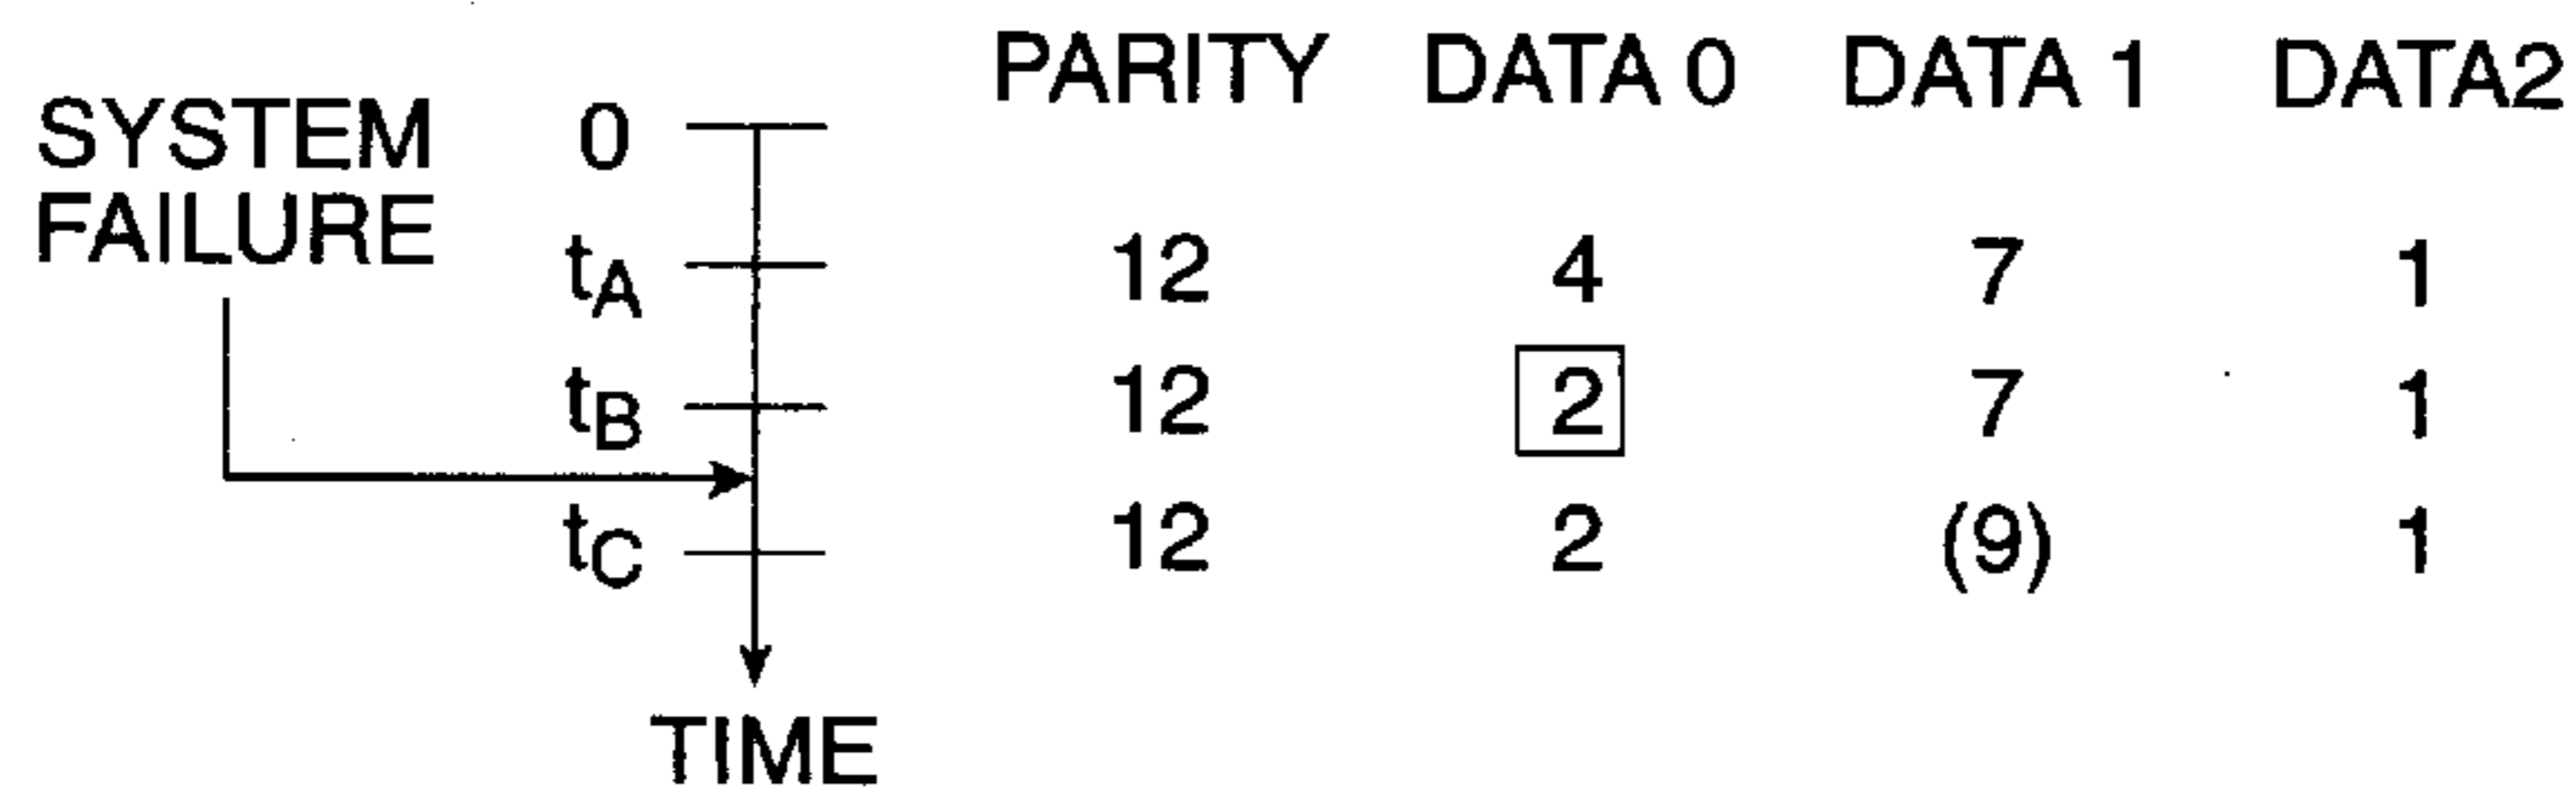 PARITY DATA 0 DATA 1 DATA2
SYSTEM 0
FAILURE
tA 12 4 7 1
tB 12 2 7 1
tC 12 2 (9) 1
TIME